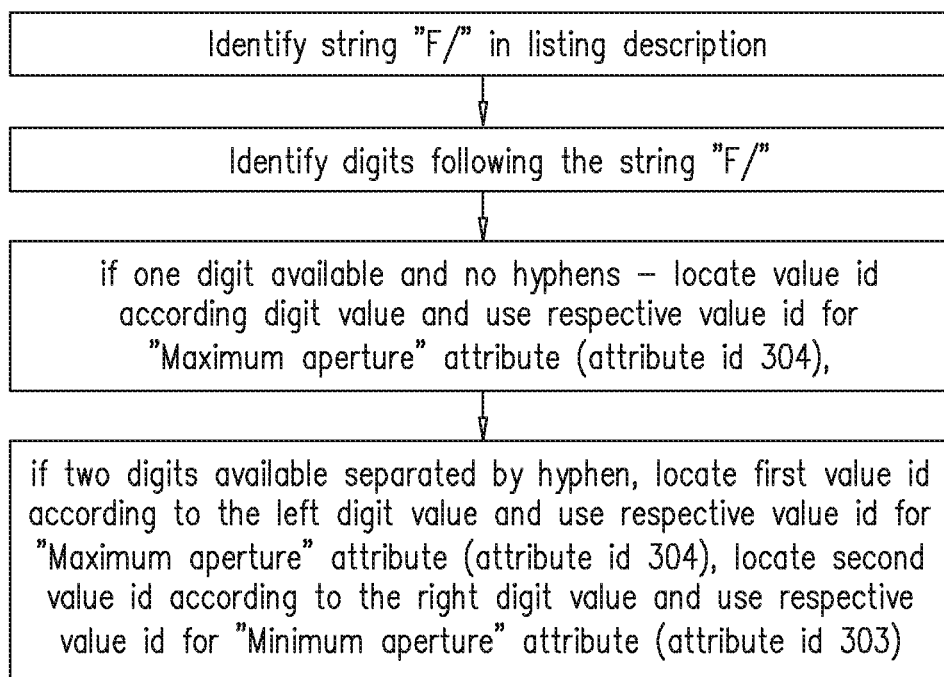 Identify string "F/" in listing description
Identify digits following the string "F/"
if one digit available and no hyphens – locate value id
according digit value and use respective value id for
"Maximum aperture" attribute (attribute id 304),
if two digits available separated by hyphen, locate first value id
according to the left digit value and use respective value id for
"Maximum aperture" attribute (attribute id 304), locate second
value id according to the right digit value and use respective
value id for "Minimum aperture" attribute (attribute id 303)